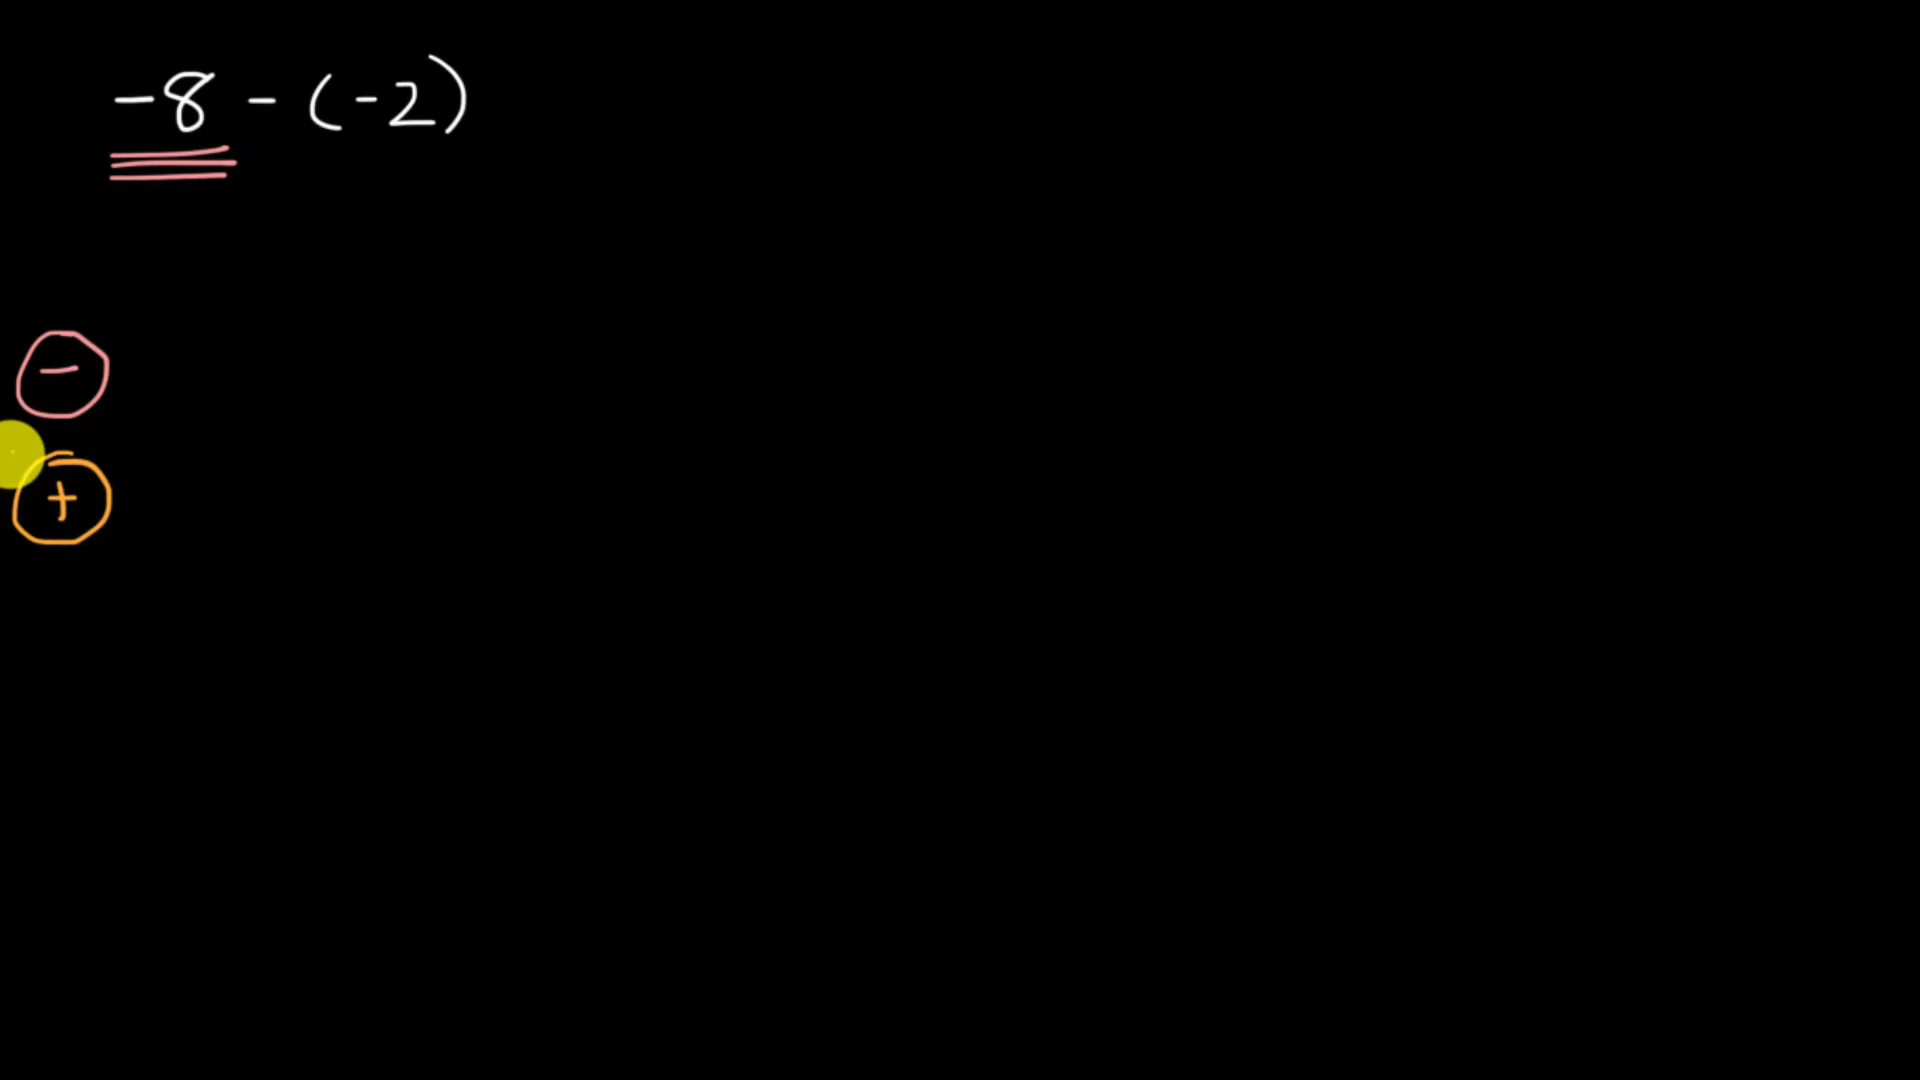 -8 - (-2)
-
+